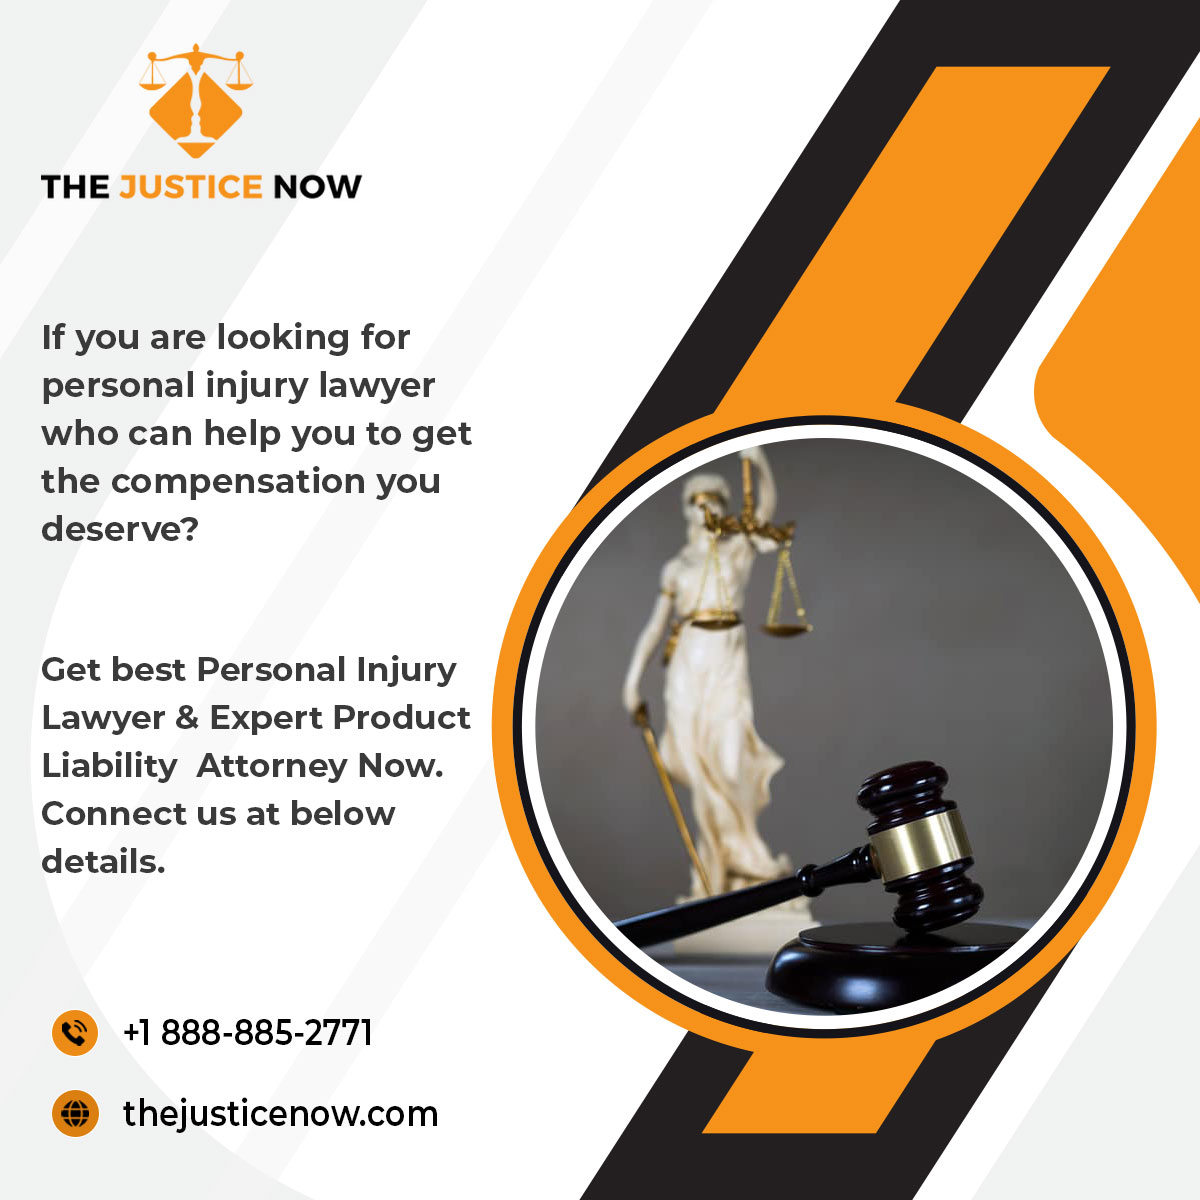 THE JUSTICE NOW
If you are looking for
personal injury lawyer
who can help you to get
the compensation you
deserve?
Get best Personal Injury
Lawyer & Expert Product
Liability  Attorney Now.
Connect us at below
details.
+1 888-885-2771
thejusticenow.com